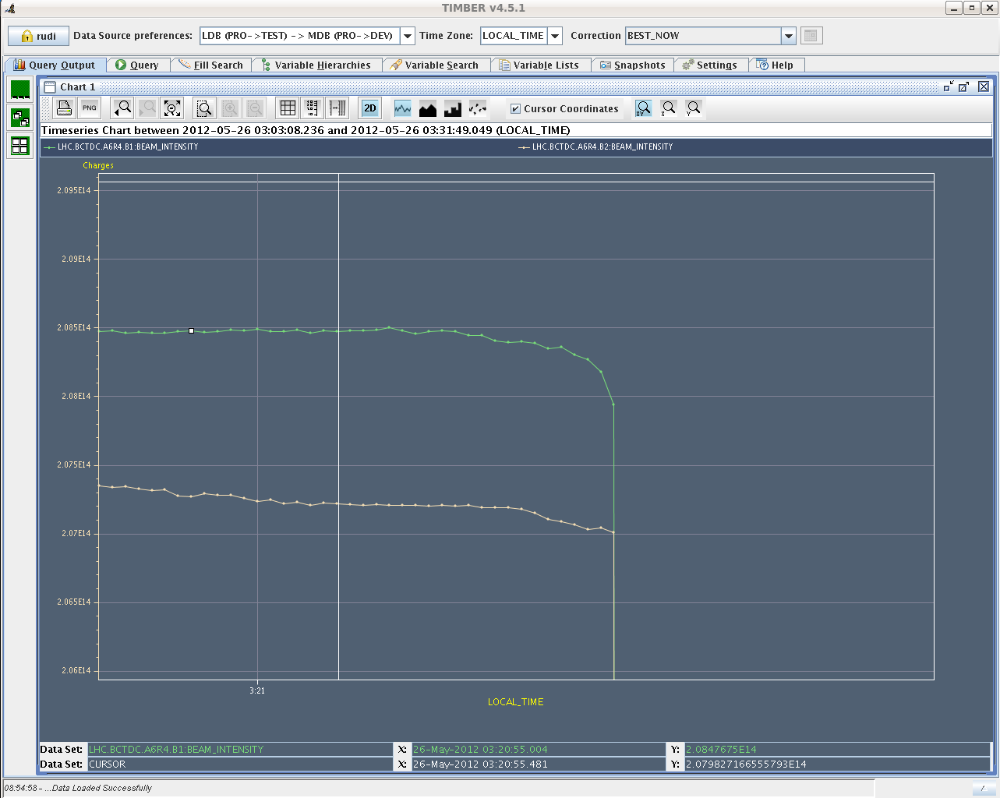 TIMBER v4.5.1
rudi Data Source preferences: LDB (PRO->TEST) -> MDB (PRO->DEV) Time Zone: LOCAL_TIME Correction BEST_NOW
Query Output Query Fill Search Variable Hierarchies Variable Search Variable Lists Snapshots Settings Help
Chart 1
PNG 2D Cursor Coordinates XY X Y
Timeseries Chart between 2012-05-26 03:03:08.236 and 2012-05-26 03:31:49.049 (LOCAL_TIME)
LHC.BCTDC.A6R4.B1:BEAM_INTENSITY LHC.BCTDC.A6R4.B2:BEAM_INTENSITY
Charges
2.095E14
2.09E14
2.085E14
2.08E14
2.075E14
2.07E14
2.065E14
2.06E14
3:21
LOCAL_TIME
Data Set: LHC.BCTDC.A6R4.B1:BEAM_INTENSITY X: 26-May-2012 03:20:55.004 Y: 2.0847675E14
Data Set: CURSOR X: 26-May-2012 03:20:55.481 Y: 2.079827166555793E14
08:54:58 - ...Data Loaded Successfully